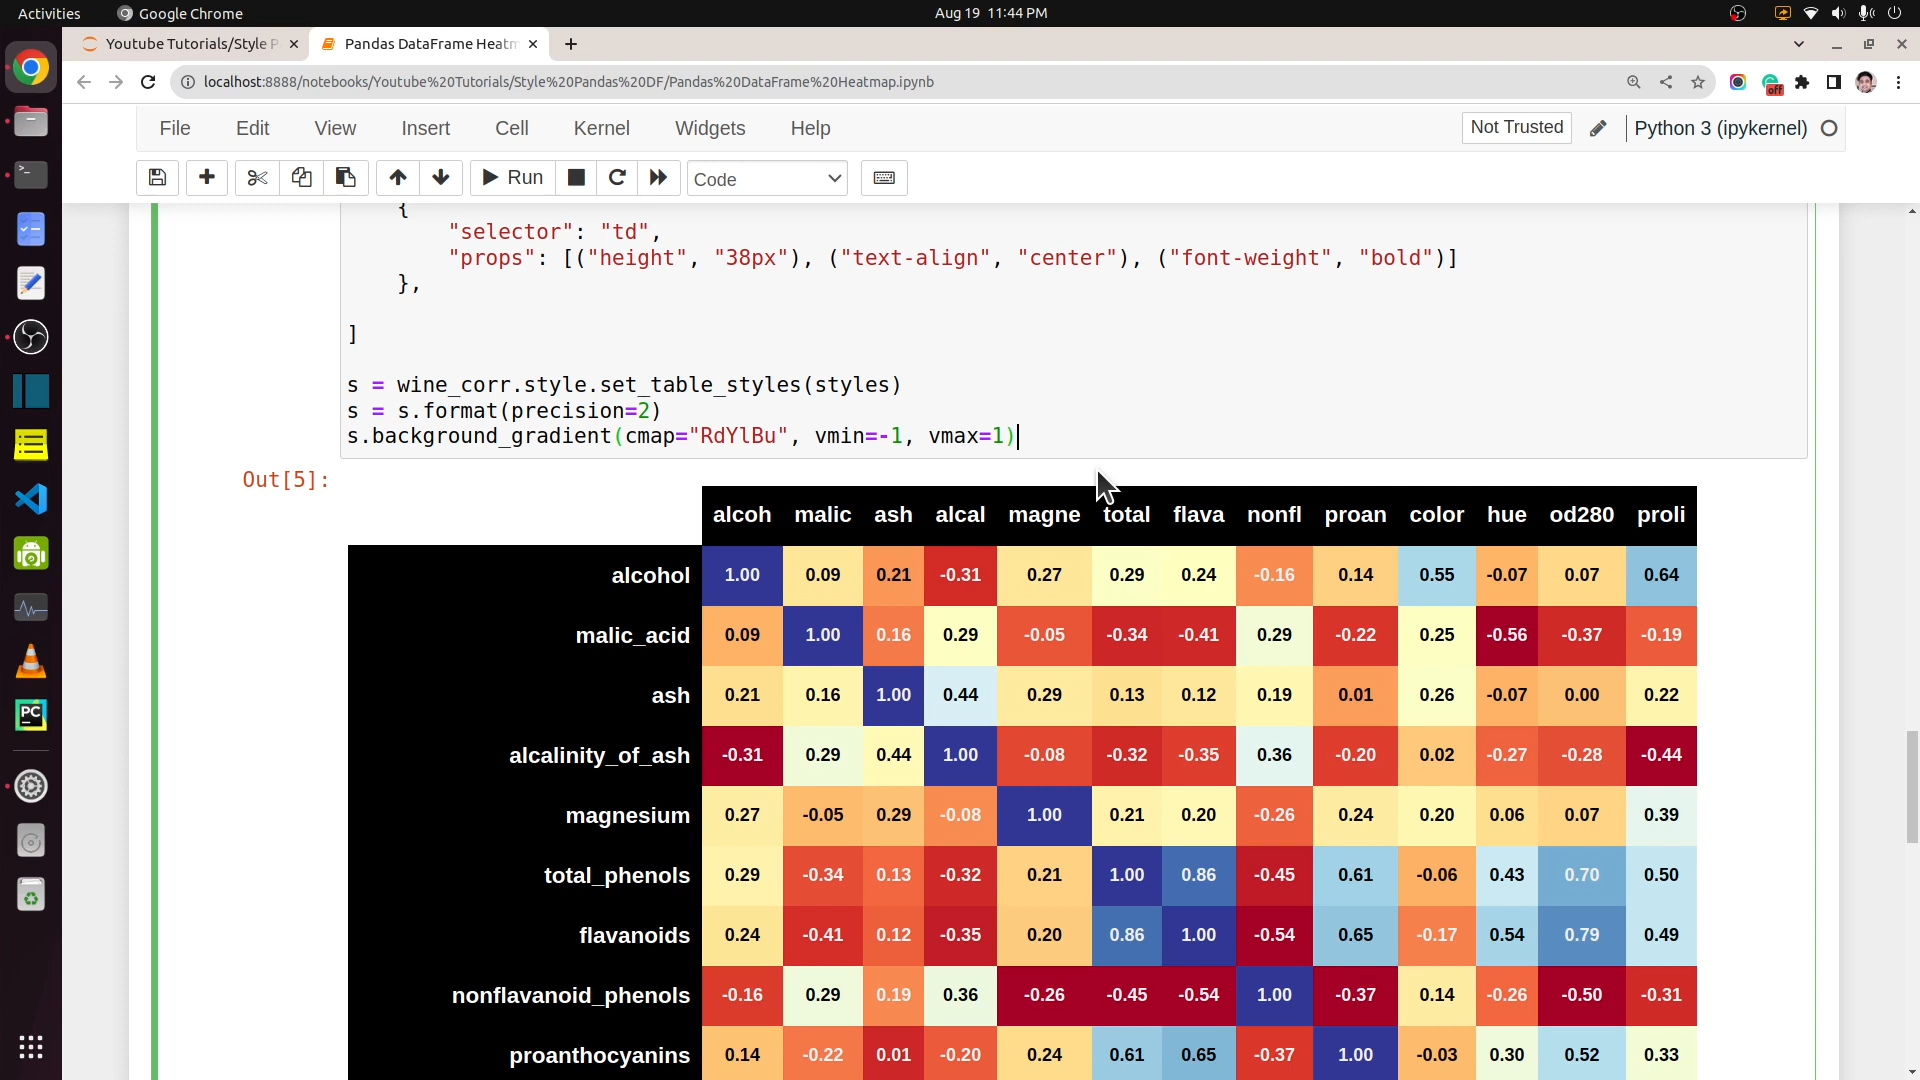 Activities Google Chrome Aug 19 11:44 PM
Youtube Tutorials/Style P Pandas DataFrame Heatm
localhost:8888/notebooks/Youtube%20Tutorials/Style%20Pandas%20DF/Pandas%20DataFrame%20Heatmap.ipynb
off
File Edit View Insert Cell Kernel Widgets Help Not Trusted Python 3 (ipykernel)
Run Code
{
"selector": "td",
"props": [("height", "38px"), ("text-align", "center"), ("font-weight", "bold")]
},
]
s = wine_corr.style.set_table_styles(styles)
s = s.format(precision=2)
s.background_gradient(cmap="RdYlBu", vmin=-1, vmax=1)
Out[5]:
alcoh malic ash alcal magne total flava nonfl proan color hue od280 proli
alcohol 1.00 0.09 0.21 -0.31 0.27 0.29 0.24 -0.16 0.14 0.55 -0.07 0.07 0.64
malic_acid 0.09 1.00 0.16 0.29 -0.05 -0.34 -0.41 0.29 -0.22 0.25 -0.56 -0.37 -0.19
ash 0.21 0.16 1.00 0.44 0.29 0.13 0.12 0.19 0.01 0.26 -0.07 0.00 0.22
alcalinity_of_ash -0.31 0.29 0.44 1.00 -0.08 -0.32 -0.35 0.36 -0.20 0.02 -0.27 -0.28 -0.44
magnesium 0.27 -0.05 0.29 -0.08 1.00 0.21 0.20 -0.26 0.24 0.20 0.06 0.07 0.39
total_phenols 0.29 -0.34 0.13 -0.32 0.21 1.00 0.86 -0.45 0.61 -0.06 0.43 0.70 0.50
flavanoids 0.24 -0.41 0.12 -0.35 0.20 0.86 1.00 -0.54 0.65 -0.17 0.54 0.79 0.49
nonflavanoid_phenols -0.16 0.29 0.19 0.36 -0.26 -0.45 -0.54 1.00 -0.37 0.14 -0.26 -0.50 -0.31
proanthocyanins 0.14 -0.22 0.01 -0.20 0.24 0.61 0.65 -0.37 1.00 -0.03 0.30 0.52 0.33
PC